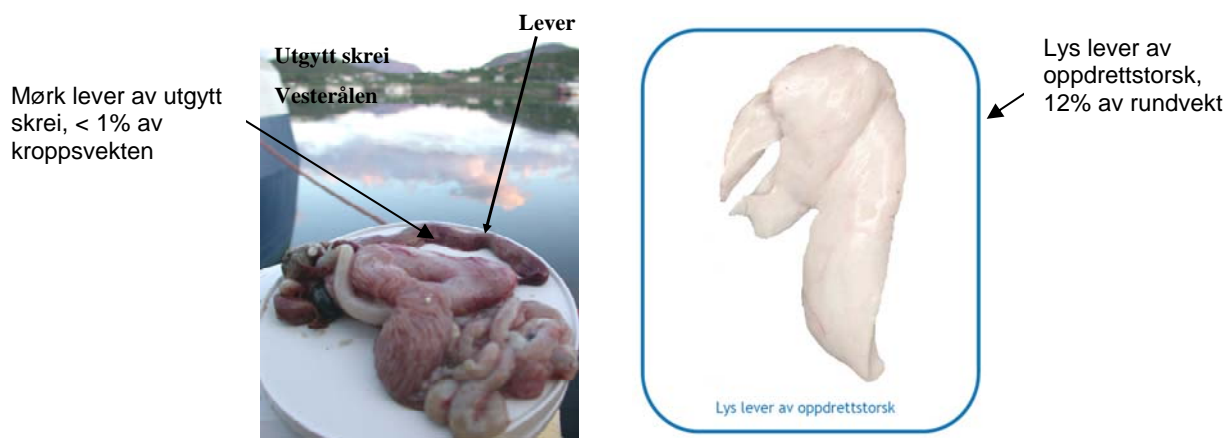 Mørk lever av utgytt
skrei, < 1% av
kroppsvekten
Lever
Utgytt skrei
Vesterålen
Lys lever av
oppdrettstorsk,
12% av rundvekt
Lys lever av oppdrettstorsk